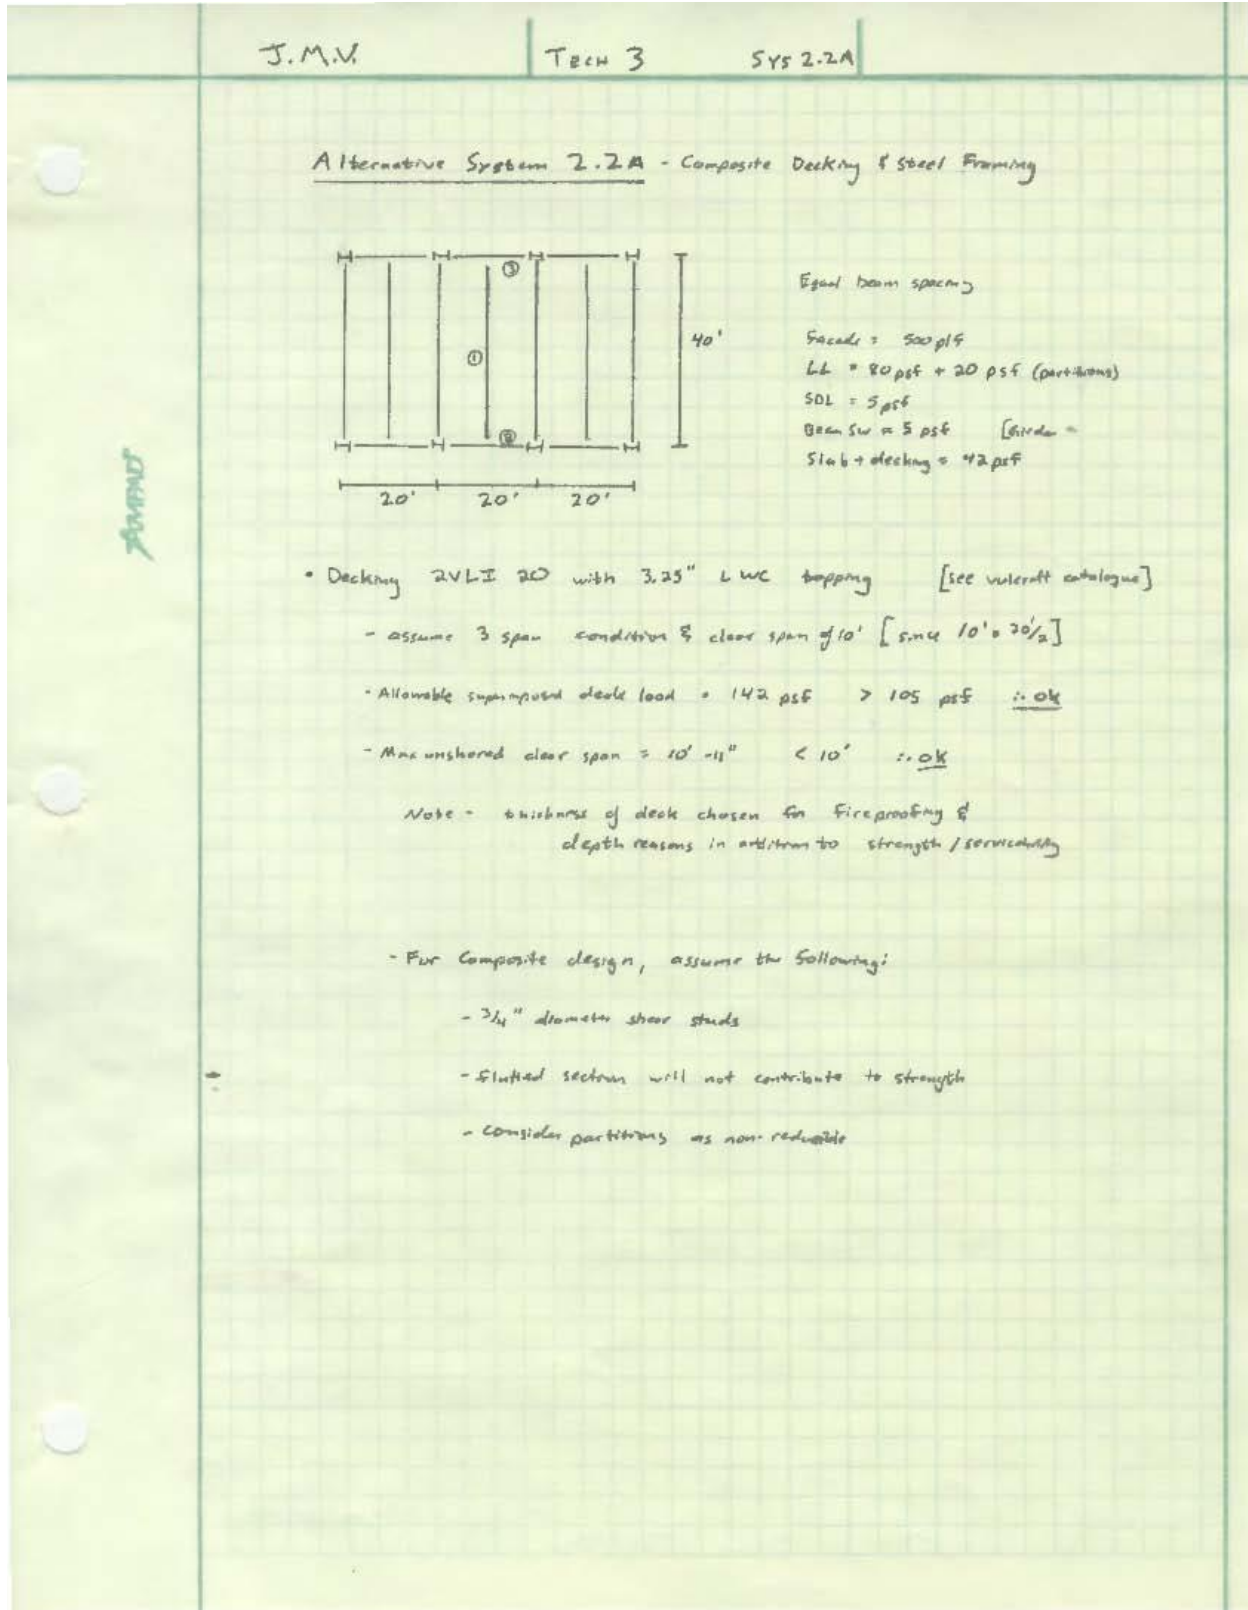 J.M.V. TECH 3 SYS 2.2A
Alternative System 2.2A - Composite Decking & Steel Framing
③
①
②
40'
20' 20' 20'
Equal beam spacing
Facade = 500 plf
LL = 80 psf + 20 psf (partitions)
SDL = 5 psf
Beam SW ≈ 5 psf [Girder =
Slab + decking = 42 psf
AMPAD
• Decking 2VLI 20 with 3.25" LWC topping [see vulcraft catalogue]
- assume 3 span condition & clear span of 10' [since 10' = 20'/2]
- Allowable superimposed deck load = 142 psf > 105 psf ∴ ok
- Max unshored clear span = 10'-11" < 10' ∴ ok
Note - thickness of deck chosen for fireproofing &
depth reasons in addition to strength / servicability
- For Composite design, assume the following:
- 3/4" diameter shear studs
- flutted section will not contribute to strength
- consider partitions as non-reducible